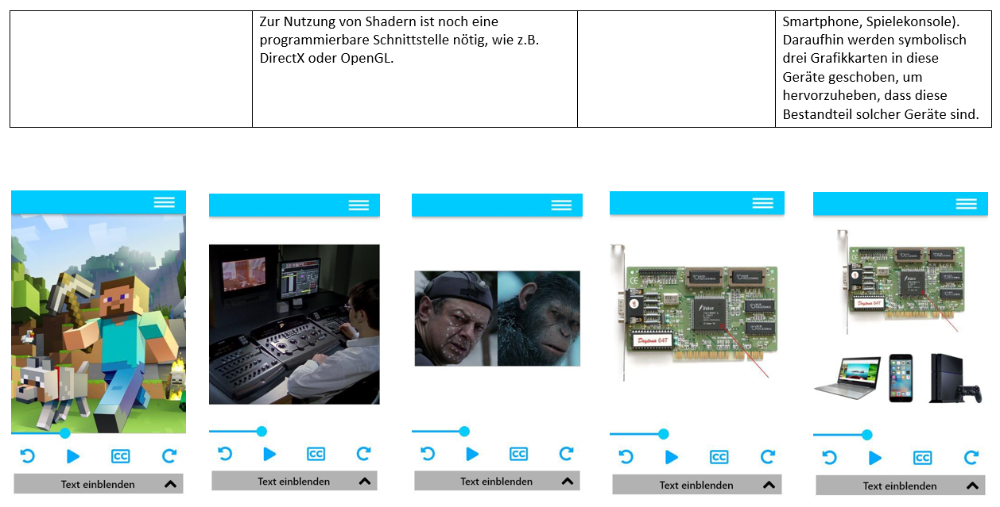 Zur Nutzung von Shadern ist noch eine
programmierbare Schnittstelle nötig, wie z.B.
DirectX oder OpenGL.
Smartphone, Spielekonsole).
Daraufhin werden symbolisch
drei Grafikkarten in diese
Geräte geschoben, um
hervorzuheben, dass diese
Bestandteil solcher Geräte sind.
Daytona 64T
Daytona 64T
CC
CC
CC
CC
CC
Text einblenden
Text einblenden
Text einblenden
Text einblenden
Text einblenden